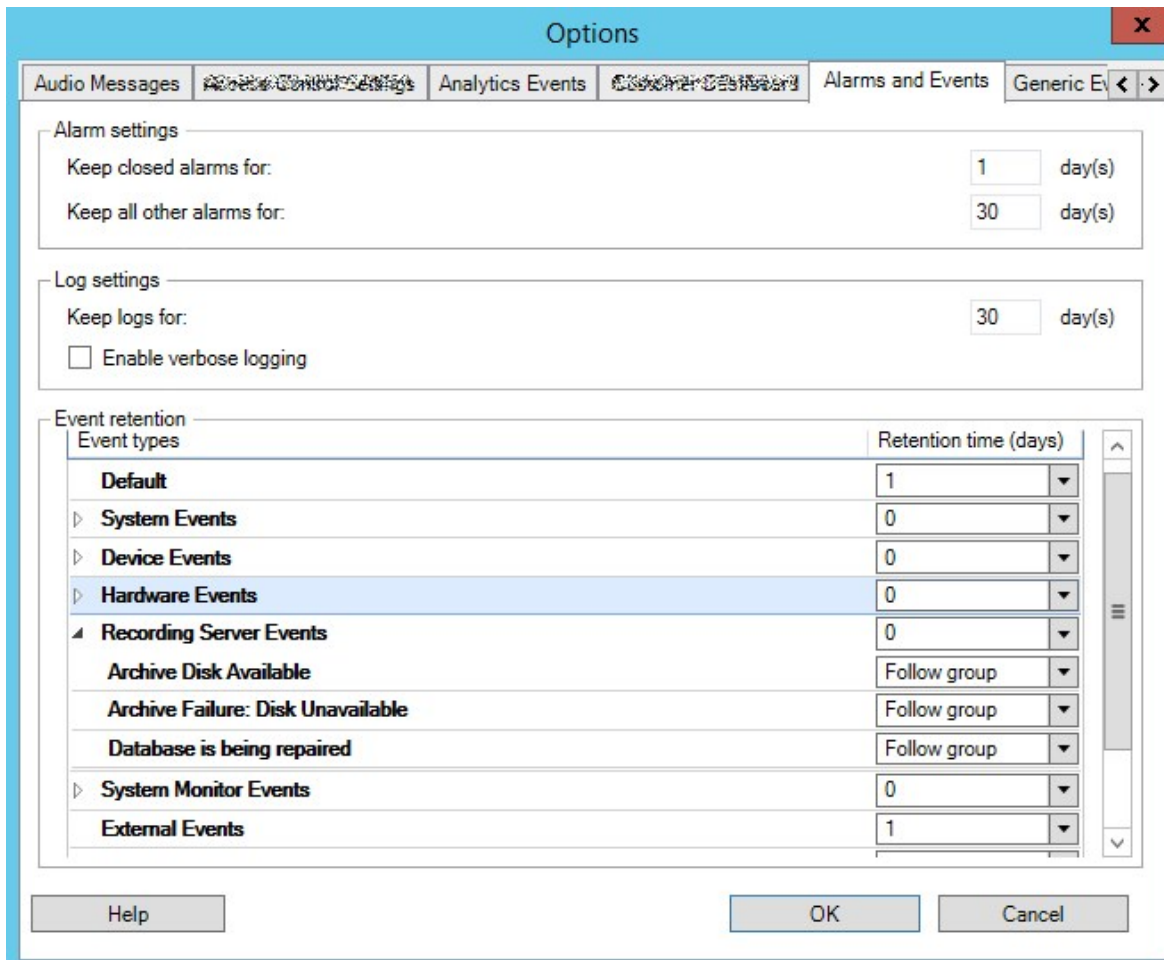 Options
x
Audio Messages
Analytics Events
Alarms and Events
Generic Ev
Alarm settings
Keep closed alarms for: 1 day(s)
Keep all other alarms for: 30 day(s)
Log settings
Keep logs for: 30 day(s)
Enable verbose logging
Event retention
Event types Retention time (days)
Default 1
System Events 0
Device Events 0
Hardware Events 0
Recording Server Events 0
Archive Disk Available Follow group
Archive Failure: Disk Unavailable Follow group
Database is being repaired Follow group
System Monitor Events 0
External Events 1
Help OK Cancel